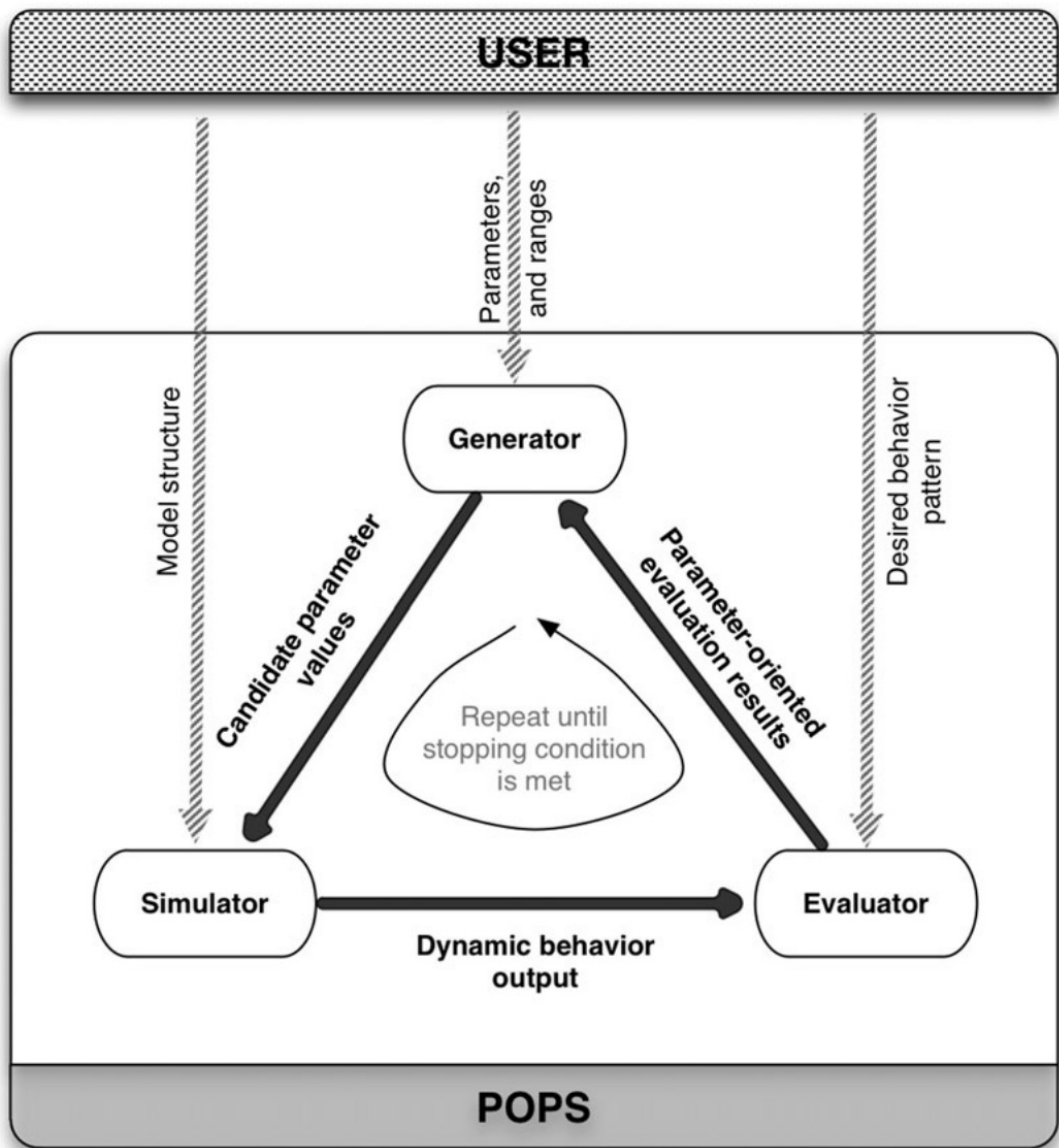 USER
Parameters,
and ranges
Model structure
Desired behavior
pattern
Generator
Candidate parameter
values
Parameter-oriented
evaluation results
Repeat until
stopping condition
is met
Simulator
Evaluator
Dynamic behavior
output
POPS